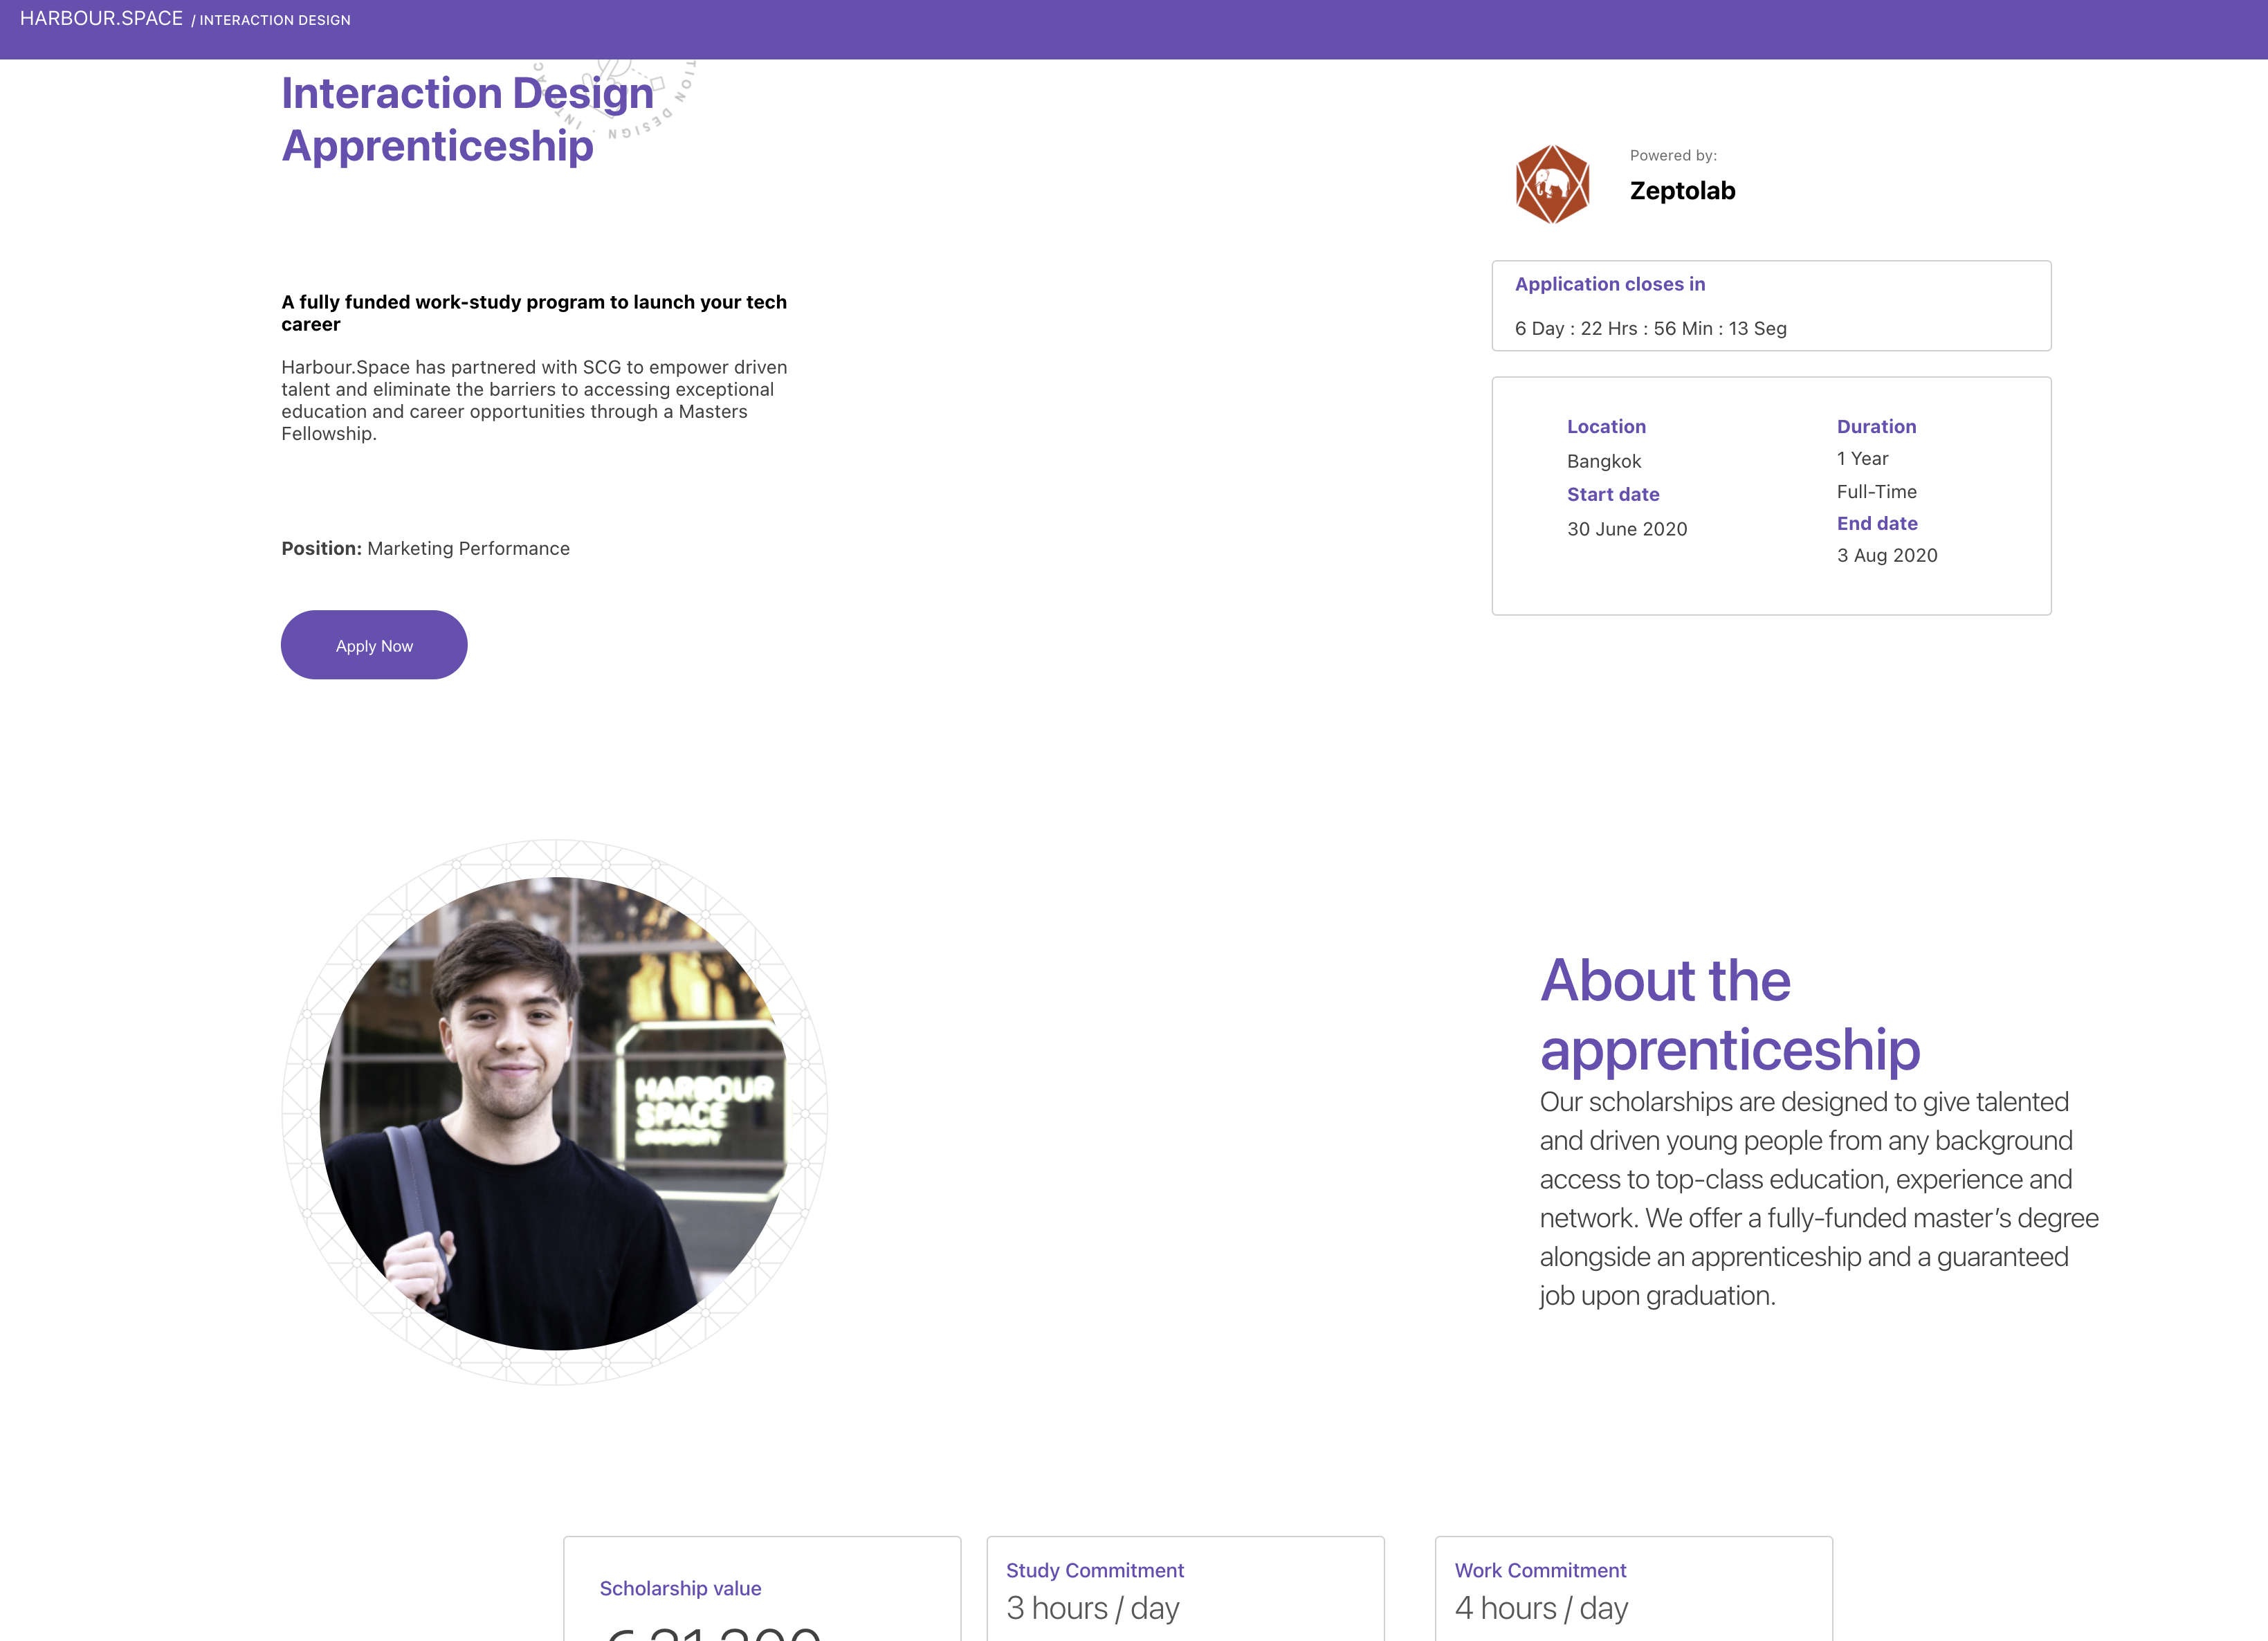 HARBOUR.SPACE / INTERACTION DESIGN
Interaction Design
Apprenticeship
TION DESIGN · INT
Powered by:
Zeptolab
A fully funded work-study program to launch your tech
career
Harbour.Space has partnered with SCG to empower driven
talent and eliminate the barriers to accessing exceptional
education and career opportunities through a Masters
Fellowship.
Position: Marketing Performance
Apply Now
Application closes in
6 Day : 22 Hrs : 56 Min : 13 Seg
Location
Bangkok
Start date
30 June 2020
Duration
1 Year
Full-Time
End date
3 Aug 2020
HARBOUR
SPACE
UNIVERSITY
About the
apprenticeship
Our scholarships are designed to give talented
and driven young people from any background
access to top-class education, experience and
network. We offer a fully-funded master’s degree
alongside an apprenticeship and a guaranteed
job upon graduation.
Scholarship value
Study Commitment
3 hours / day
Work Commitment
4 hours / day